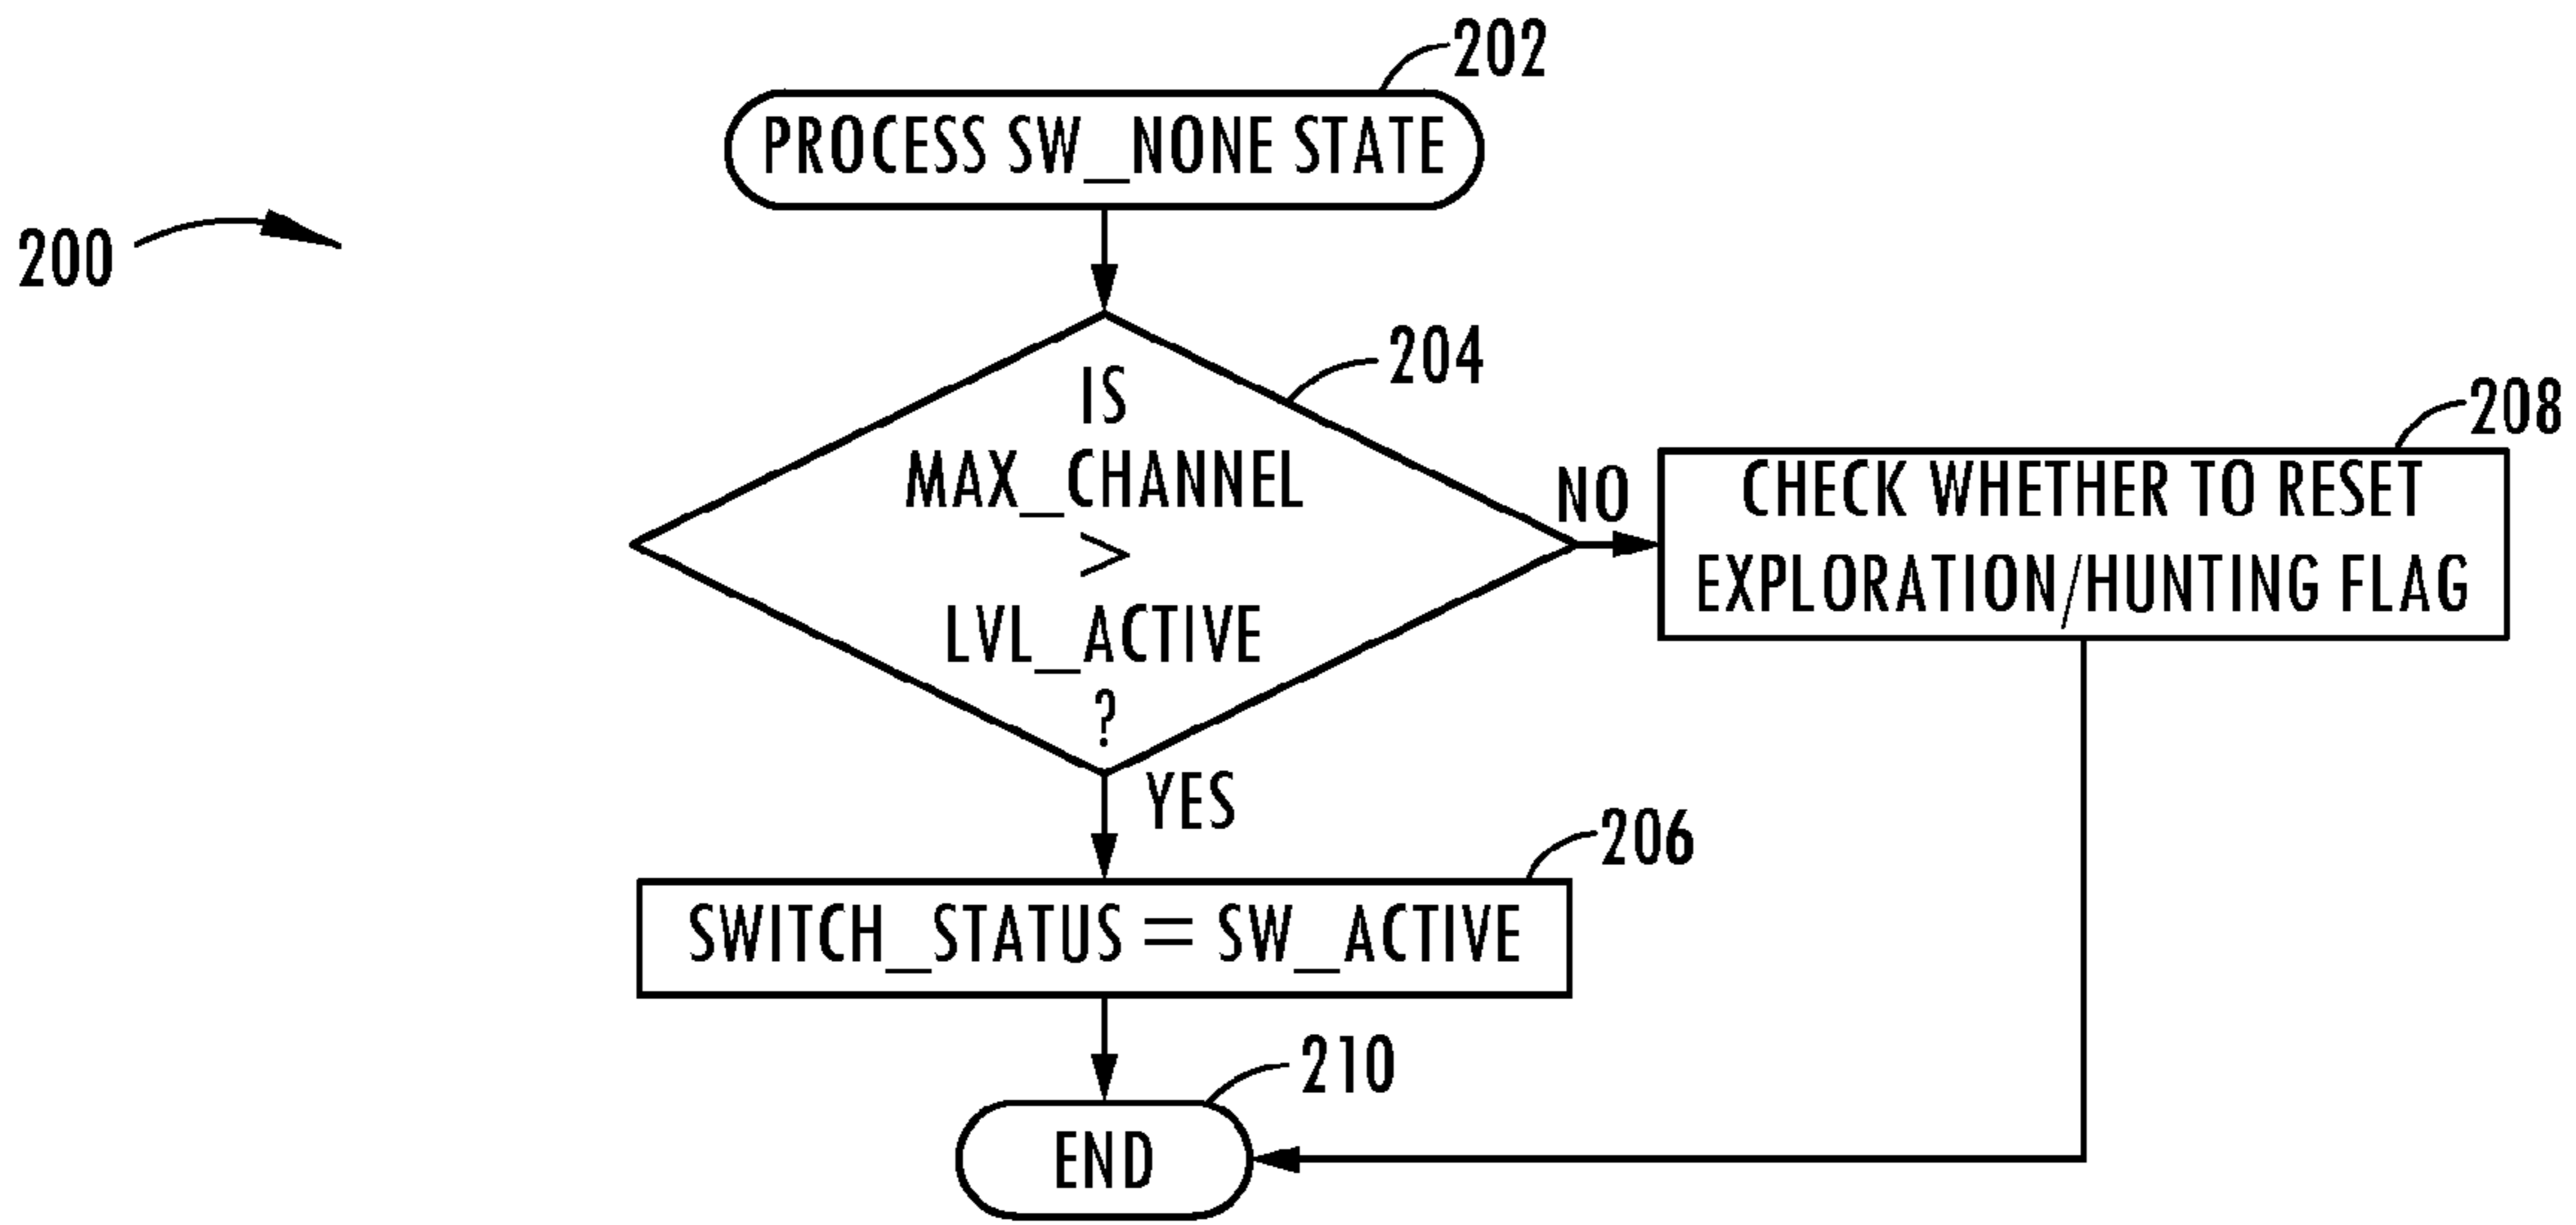 202
PROCESS SW_NONE STATE
200
204
IS
MAX_CHANNEL
>
LVL_ACTIVE
?
NO
208
CHECK WHETHER TO RESET
EXPLORATION/HUNTING FLAG
YES
206
SWITCH_STATUS = SW_ACTIVE
210
END